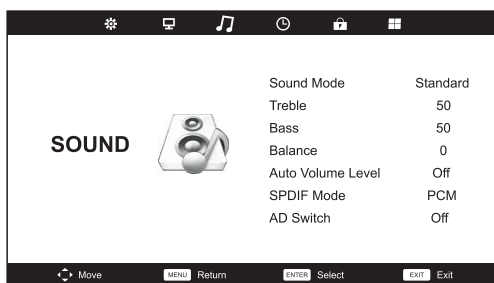 SOUND
Sound Mode Standard
Treble 50
Bass 50
Balance 0
Auto Volume Level Off
SPDIF Mode PCM
AD Switch Off
Move MENU Return ENTER Select EXIT Exit